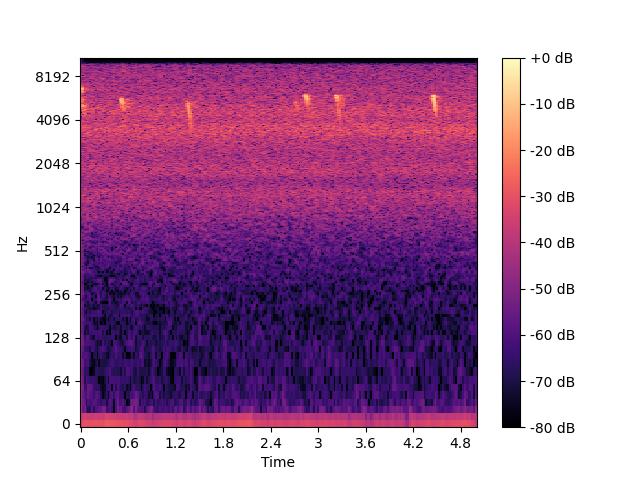 8192
4096
2048
1024
512
256
128
64
0
Hz
0 0.6 1.2 1.8 2.4 3 3.6 4.2 4.8
Time
+0 dB
-10 dB
-20 dB
-30 dB
-40 dB
-50 dB
-60 dB
-70 dB
-80 dB